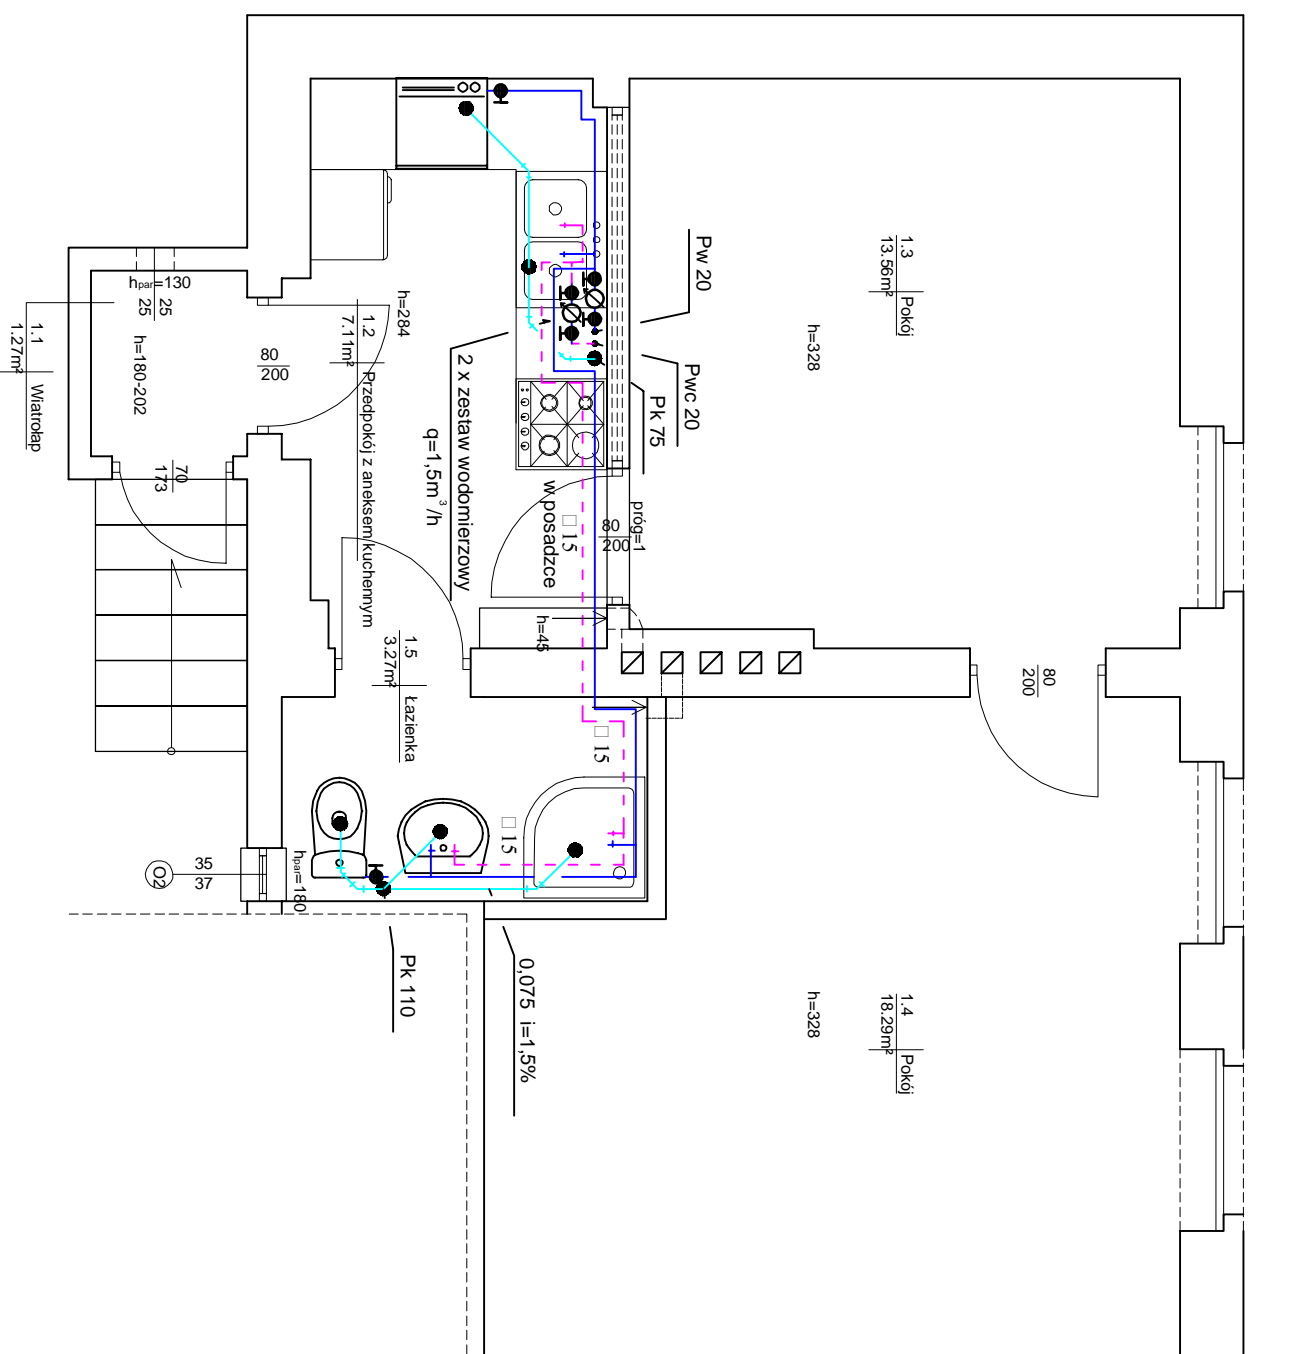 1.3
13.56m²
Pokój
h=328
Pw 20
Pwc 20
Pk 75
h=284
1.2
7.11m²
Przedpokój z aneksem kuchennym
2 x zestaw wodomierzowy
q=1,5m³/h
hpar=130
25
25
h=180-202
1.1
1.27m²
Wiatrołap
80
200
70
173
w posadzce
□ 15
próg=1
80
200
h=45
1.5
3.27m²
Łazienka
80
200
□ 15
□ 15
35
37
O2
hpar=180
Pk 110
0,075 i=1,5%
1.4
18.29m²
Pokój
h=328